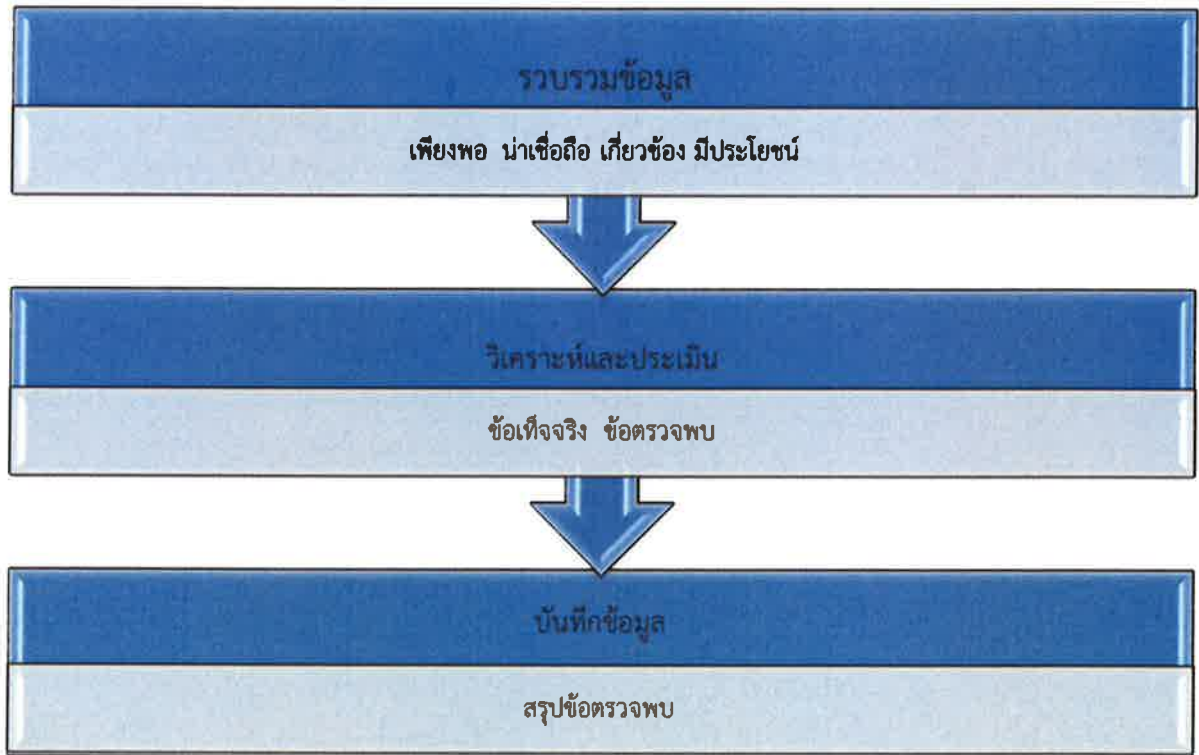 รวบรวมข้อมูล
เพียงพอ น่าเชื่อถือ เกี่ยวข้อง มีประโยชน์
วิเคราะห์และประเมิน
ข้อเท็จจริง ข้อตรวจพบ
บันทึกข้อมูล
สรุปข้อตรวจพบ